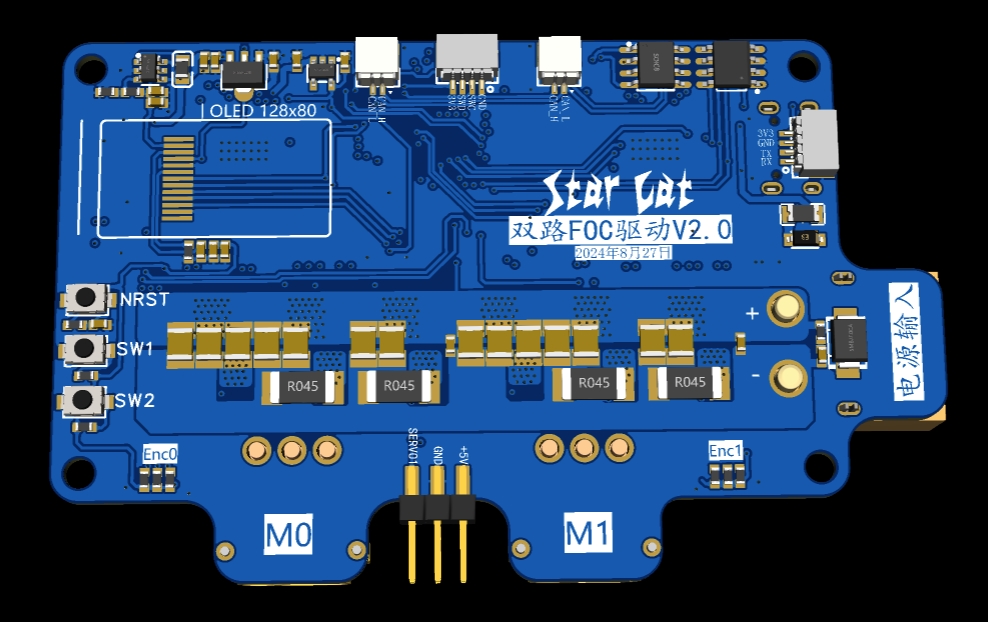 OLED 128x80
CAN_L
CAN_H
3V3
SWD
SWC
GND
CAN_H
CAN_L
3V3
GND
TX
RX
Star Cat
双路FOC驱动V2.0
2024年8月27日
NRST
SW1
SW2
+
-
电源输入
R045
R045
R045
R045
Enc0
SERVO1
GND
+5V
Enc1
M0
M1